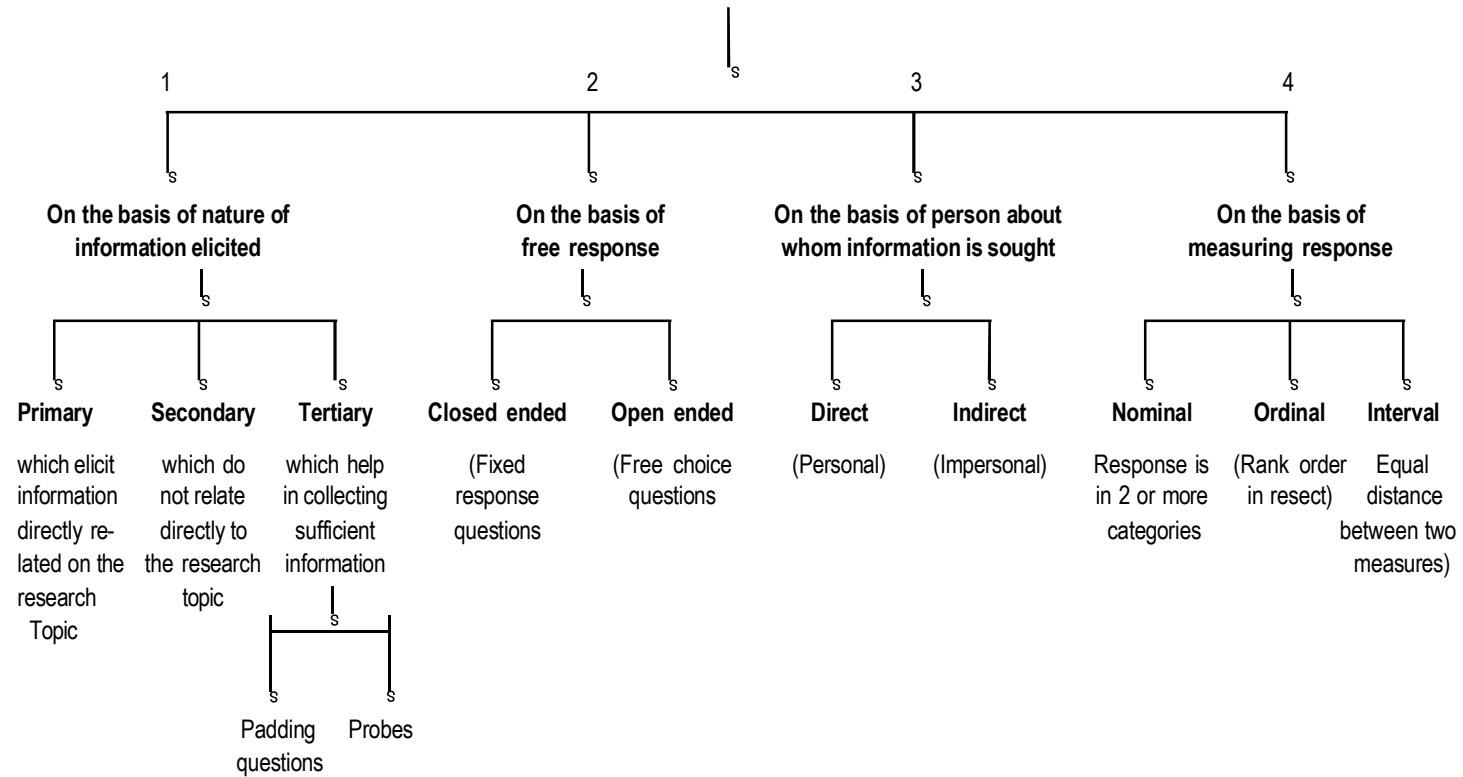 1
2
3
4
On the basis of nature of
information elicited
On the basis of
free response
On the basis of person about
whom information is sought
On the basis of
measuring response
Primary
which elicit
information
directly re-
lated on the
research
Topic
Secondary
which do
not relate
directly to
the research
topic
Tertiary
which help
in collecting
sufficient
information
Padding
questions
Probes
Closed ended
(Fixed
response
questions
Open ended
(Free choice
questions
Direct
(Personal)
Indirect
(Impersonal)
Nominal
Response is
in 2 or more
categories
Ordinal
(Rank order
in resect)
Interval
Equal
distance
between two
measures)